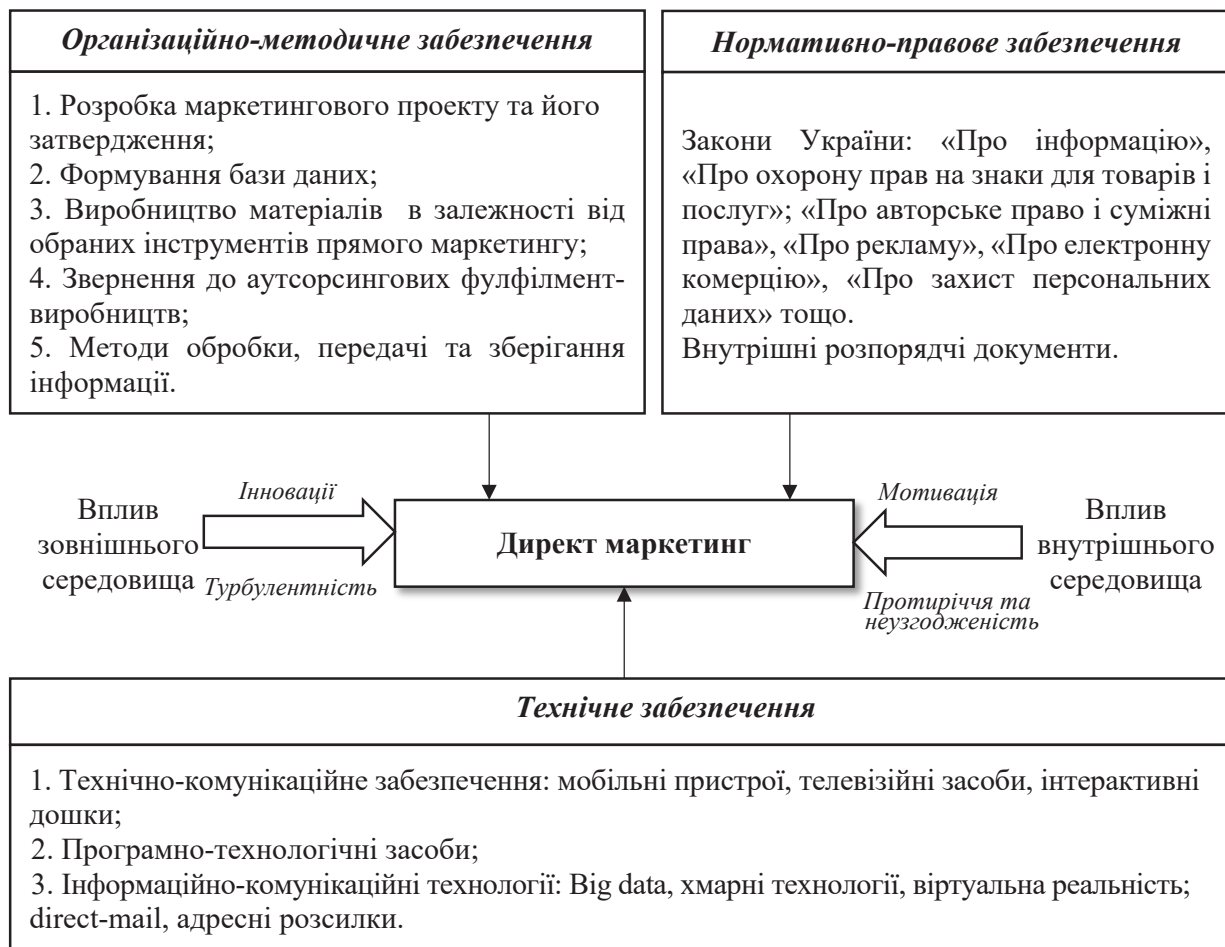 Організаційно-методичне забезпечення
1. Розробка маркетингового проекту та його
затвердження;
2. Формування бази даних;
3. Виробництво матеріалів в залежності від
обраних інструментів прямого маркетингу;
4. Звернення до аутсорсингових фулфілмент-
виробництв;
5. Методи обробки, передачі та зберігання
інформації.
Нормативно-правове забезпечення
Закони України: «Про інформацію»,
«Про охорону прав на знаки для товарів і
послуг»; «Про авторське право і суміжні
права», «Про рекламу», «Про електронну
комерцію», «Про захист персональних
даних» тощо.
Внутрішні розпорядчі документи.
Вплив
зовнішнього
середовища
Інновації
Турбулентність
Директ маркетинг
Мотивація
Протиріччя та
неузгодженість
Вплив
внутрішнього
середовища
Технічне забезпечення
1. Технічно-комунікаційне забезпечення: мобільні пристрої, телевізійні засоби, інтерактивні
дошки;
2. Програмно-технологічні засоби;
3. Інформаційно-комунікаційні технології: Big data, хмарні технології, віртуальна реальність;
direct-mail, адресні розсилки.